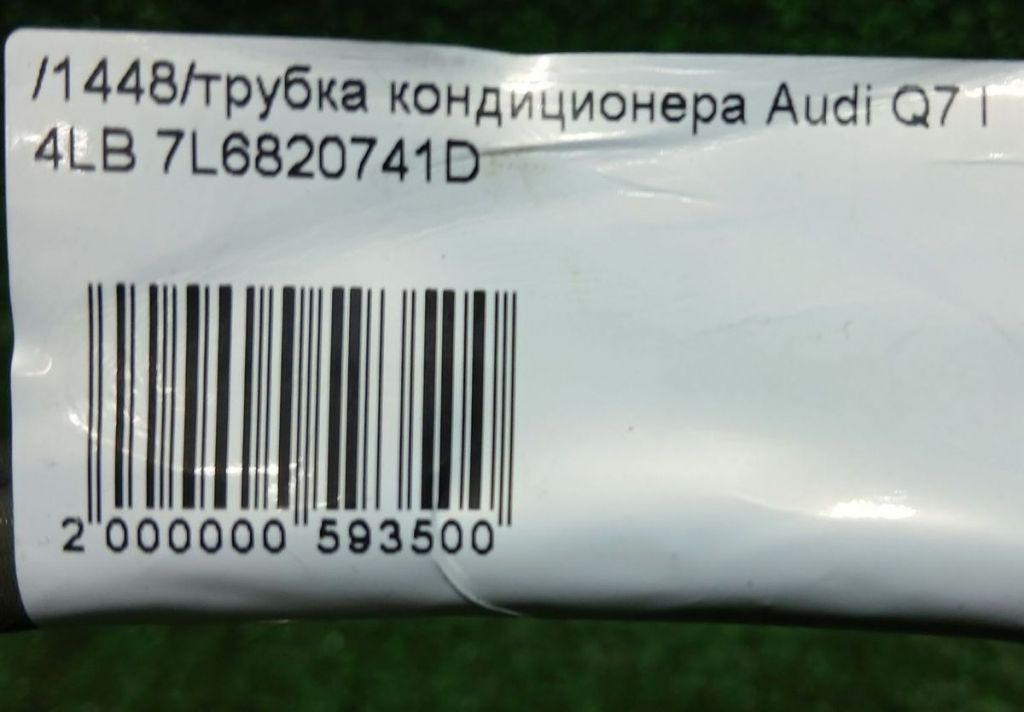 /1448/трубка кондиционера Audi Q7 I
4LB 7L6820741D
2 000000 593500